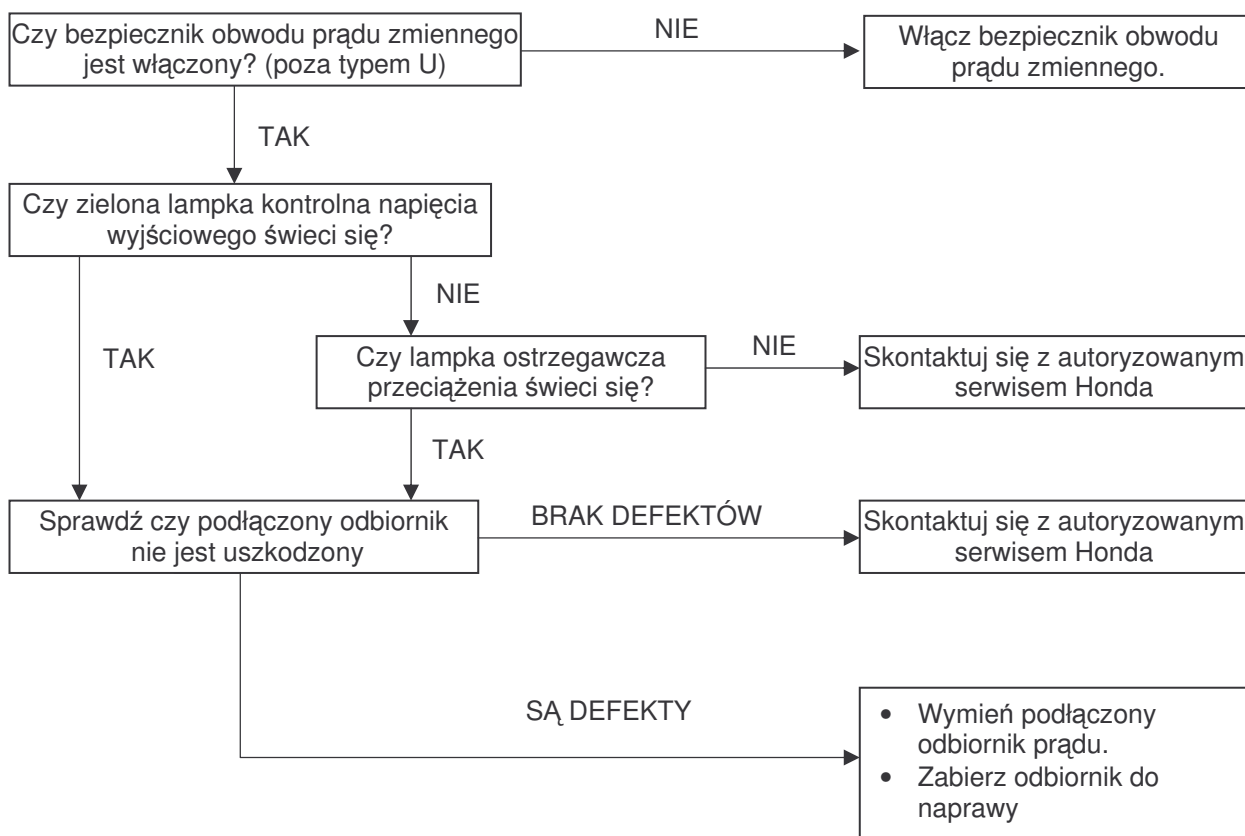 Czy bezpiecznik obwodu prądu zmiennego
jest włączony? (poza typem U)
NIE
Włącz bezpiecznik obwodu
prądu zmiennego.
TAK
Czy zielona lampka kontrolna napięcia
wyjściowego świeci się?
NIE
TAK
Czy lampka ostrzegawcza
przeciążenia świeci się?
NIE
Skontaktuj się z autoryzowanym
serwisem Honda
TAK
Sprawdź czy podłączony odbiornik
nie jest uszkodzony
BRAK DEFEKTÓW
Skontaktuj się z autoryzowanym
serwisem Honda
SĄ DEFEKTY
• Wymień podłączony
odbiornik prądu.
• Zabierz odbiornik do
naprawy